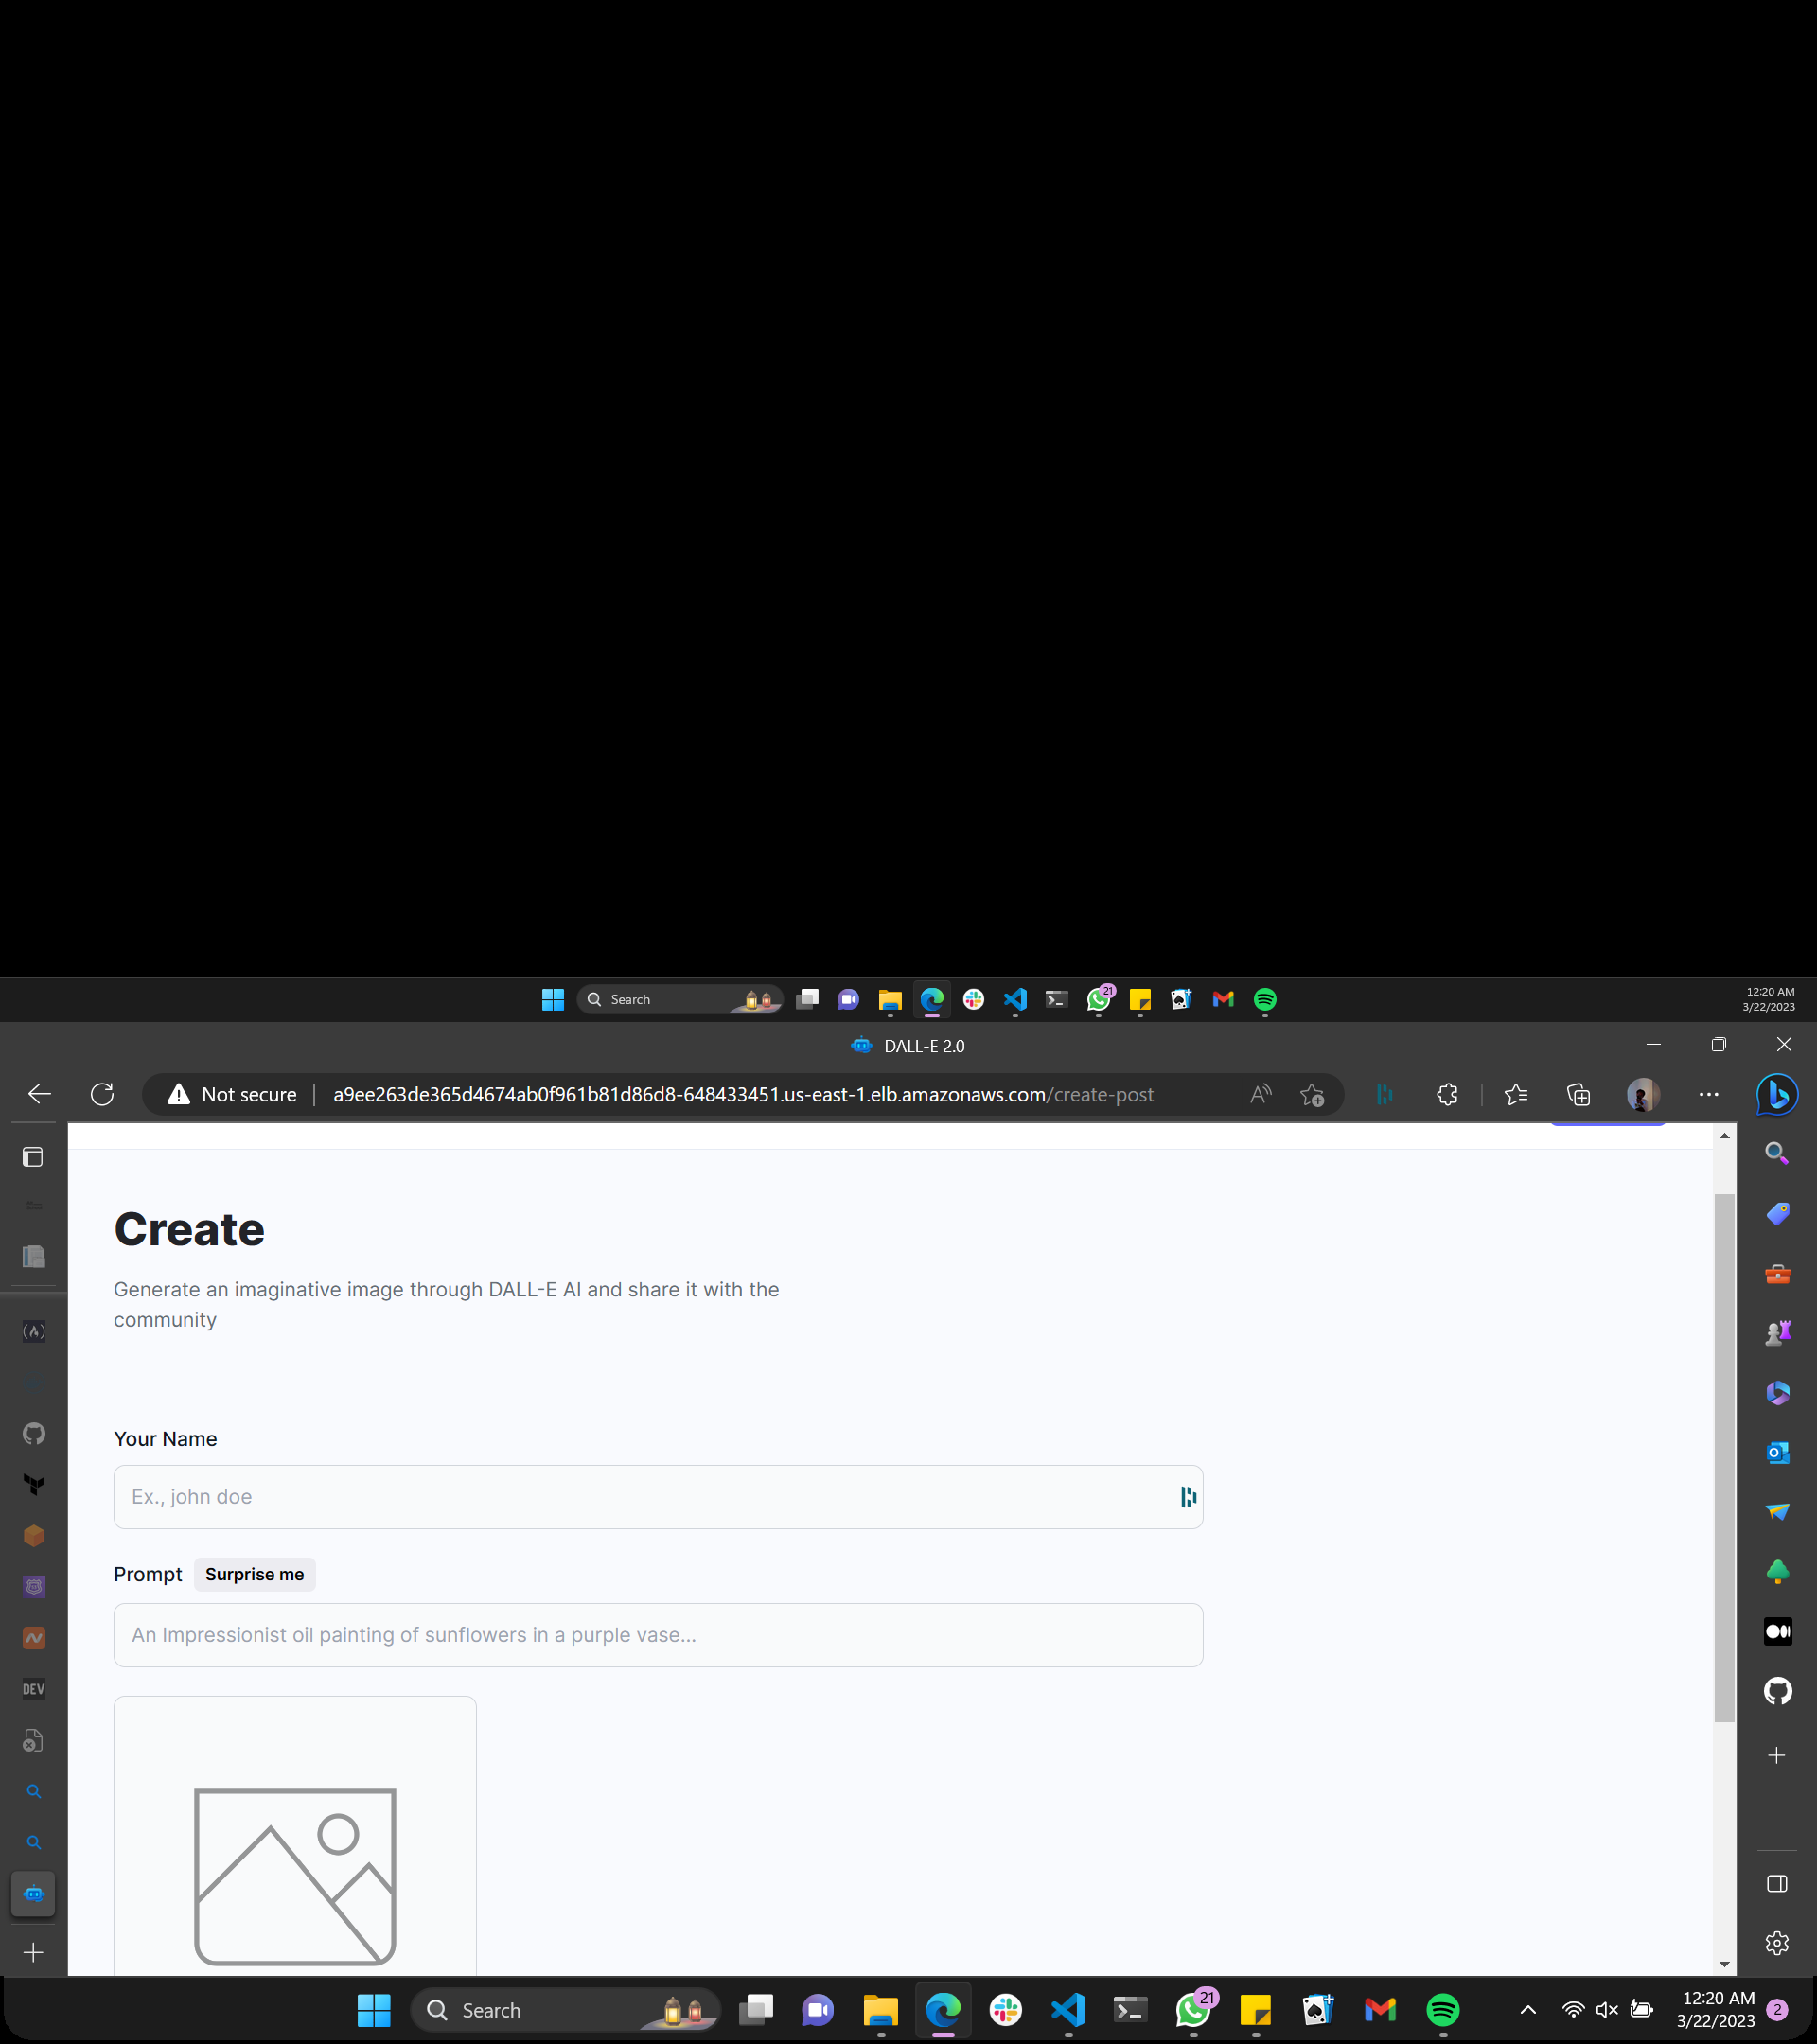 Search
21
12:20 AM
3/22/2023
DALL-E 2.0
Not secure
a9ee263de365d4674ab0f961b81d86d8-648433451.us-east-1.elb.amazonaws.com/create-post
Create
Generate an imaginative image through DALL-E AI and share it with the
community
Your Name
Ex., john doe
Prompt
Surprise me
An Impressionist oil painting of sunflowers in a purple vase...
DEV
Search
21
12:20 AM
3/22/2023
2